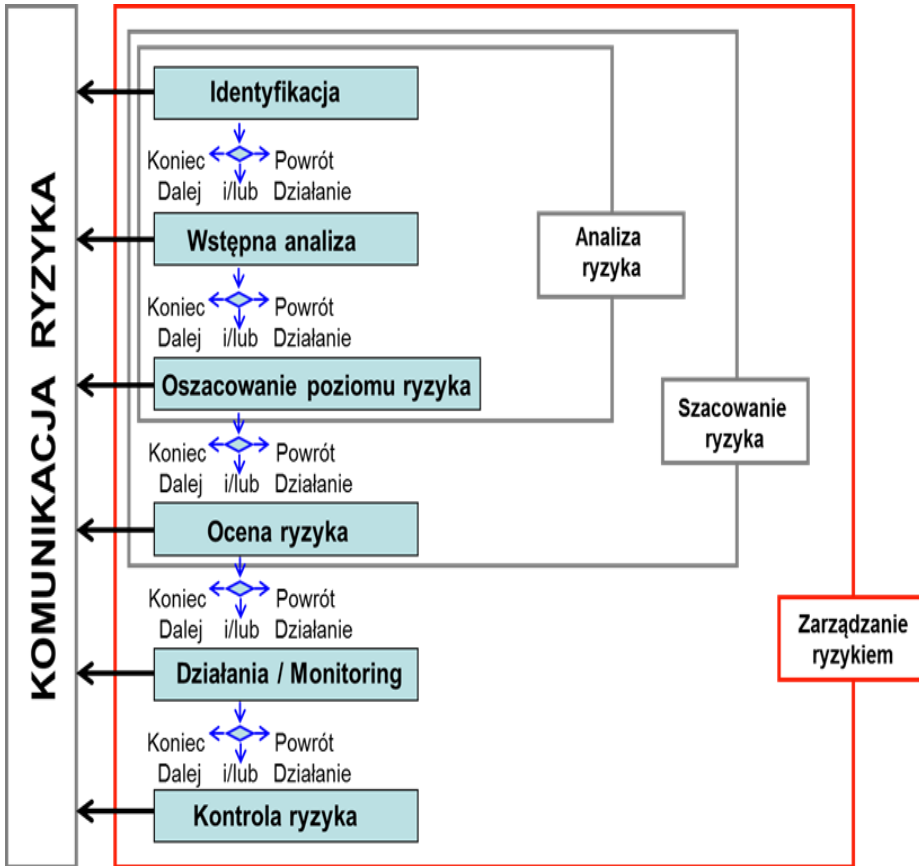 KOMUNIKACJA RYZYKA
Identyfikacja
Koniec Powrót
Dalej i/lub Działanie
Wstępna analiza
Koniec Powrót
Dalej i/lub Działanie
Oszacowanie poziomu ryzyka
Koniec Powrót
Dalej i/lub Działanie
Ocena ryzyka
Koniec Powrót
Dalej i/lub Działanie
Działania / Monitoring
Koniec Powrót
Dalej i/lub Działanie
Kontrola ryzyka
Analiza
ryzyka
Szacowanie
ryzyka
Zarządzanie
ryzykiem